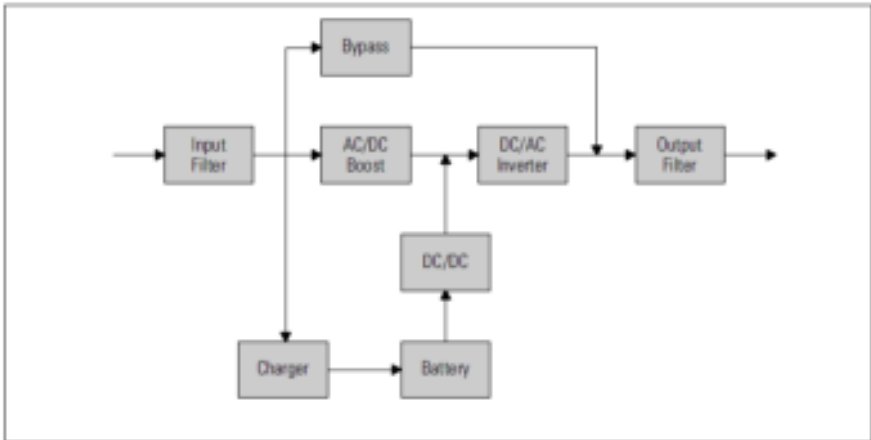 Bypass
Input
Filter
AC/DC
Boost
DC/AC
Inverter
Output
Filter
DC/DC
Charger
Battery